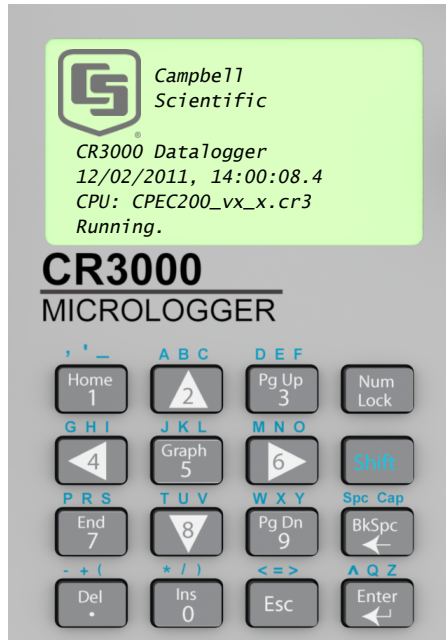 Campbell
Scientific
®
CR3000 Datalogger
12/02/2011, 14:00:08.4
CPU: CPEC200_vx_x.cr3
Running.
CR3000
MICROLOGGER
, ' _ A B C D E F
Home 1 2 Pg Up 3 Num Lock
G H I J K L M N O
4 Graph 5 6 Shift
P R S T U V W X Y Spc Cap
End 7 8 Pg Dn 9 BkSpc
- + ( * / ) < = > ^ Q Z
Del . Ins 0 Esc Enter